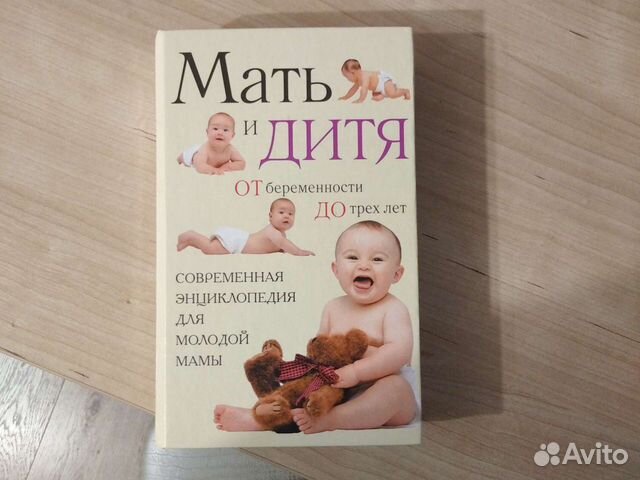 Мать
и ДИТЯ
ОТ беременности
ДО трех лет
СОВРЕМЕННАЯ
ЭНЦИКЛОПЕДИЯ
ДЛЯ
МОЛОДОЙ
МАМЫ
Avito